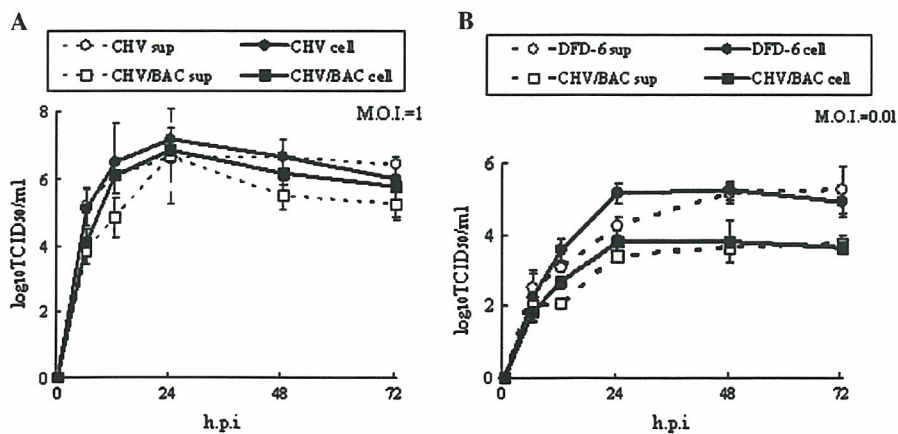 A
CHV sup CHV cell
CHV/BAC sup CHV/BAC cell
M.O.I.=1
8
6
4
2
0
log10TCID50/ml
0 24 48 72
h.p.i
B
DFD-6 sup DFD-6 cell
CHV/BAC sup CHV/BAC cell
M.O.I.=0.01
8
6
4
2
0
log10TCID50/ml
0 24 48 72
h.p.i